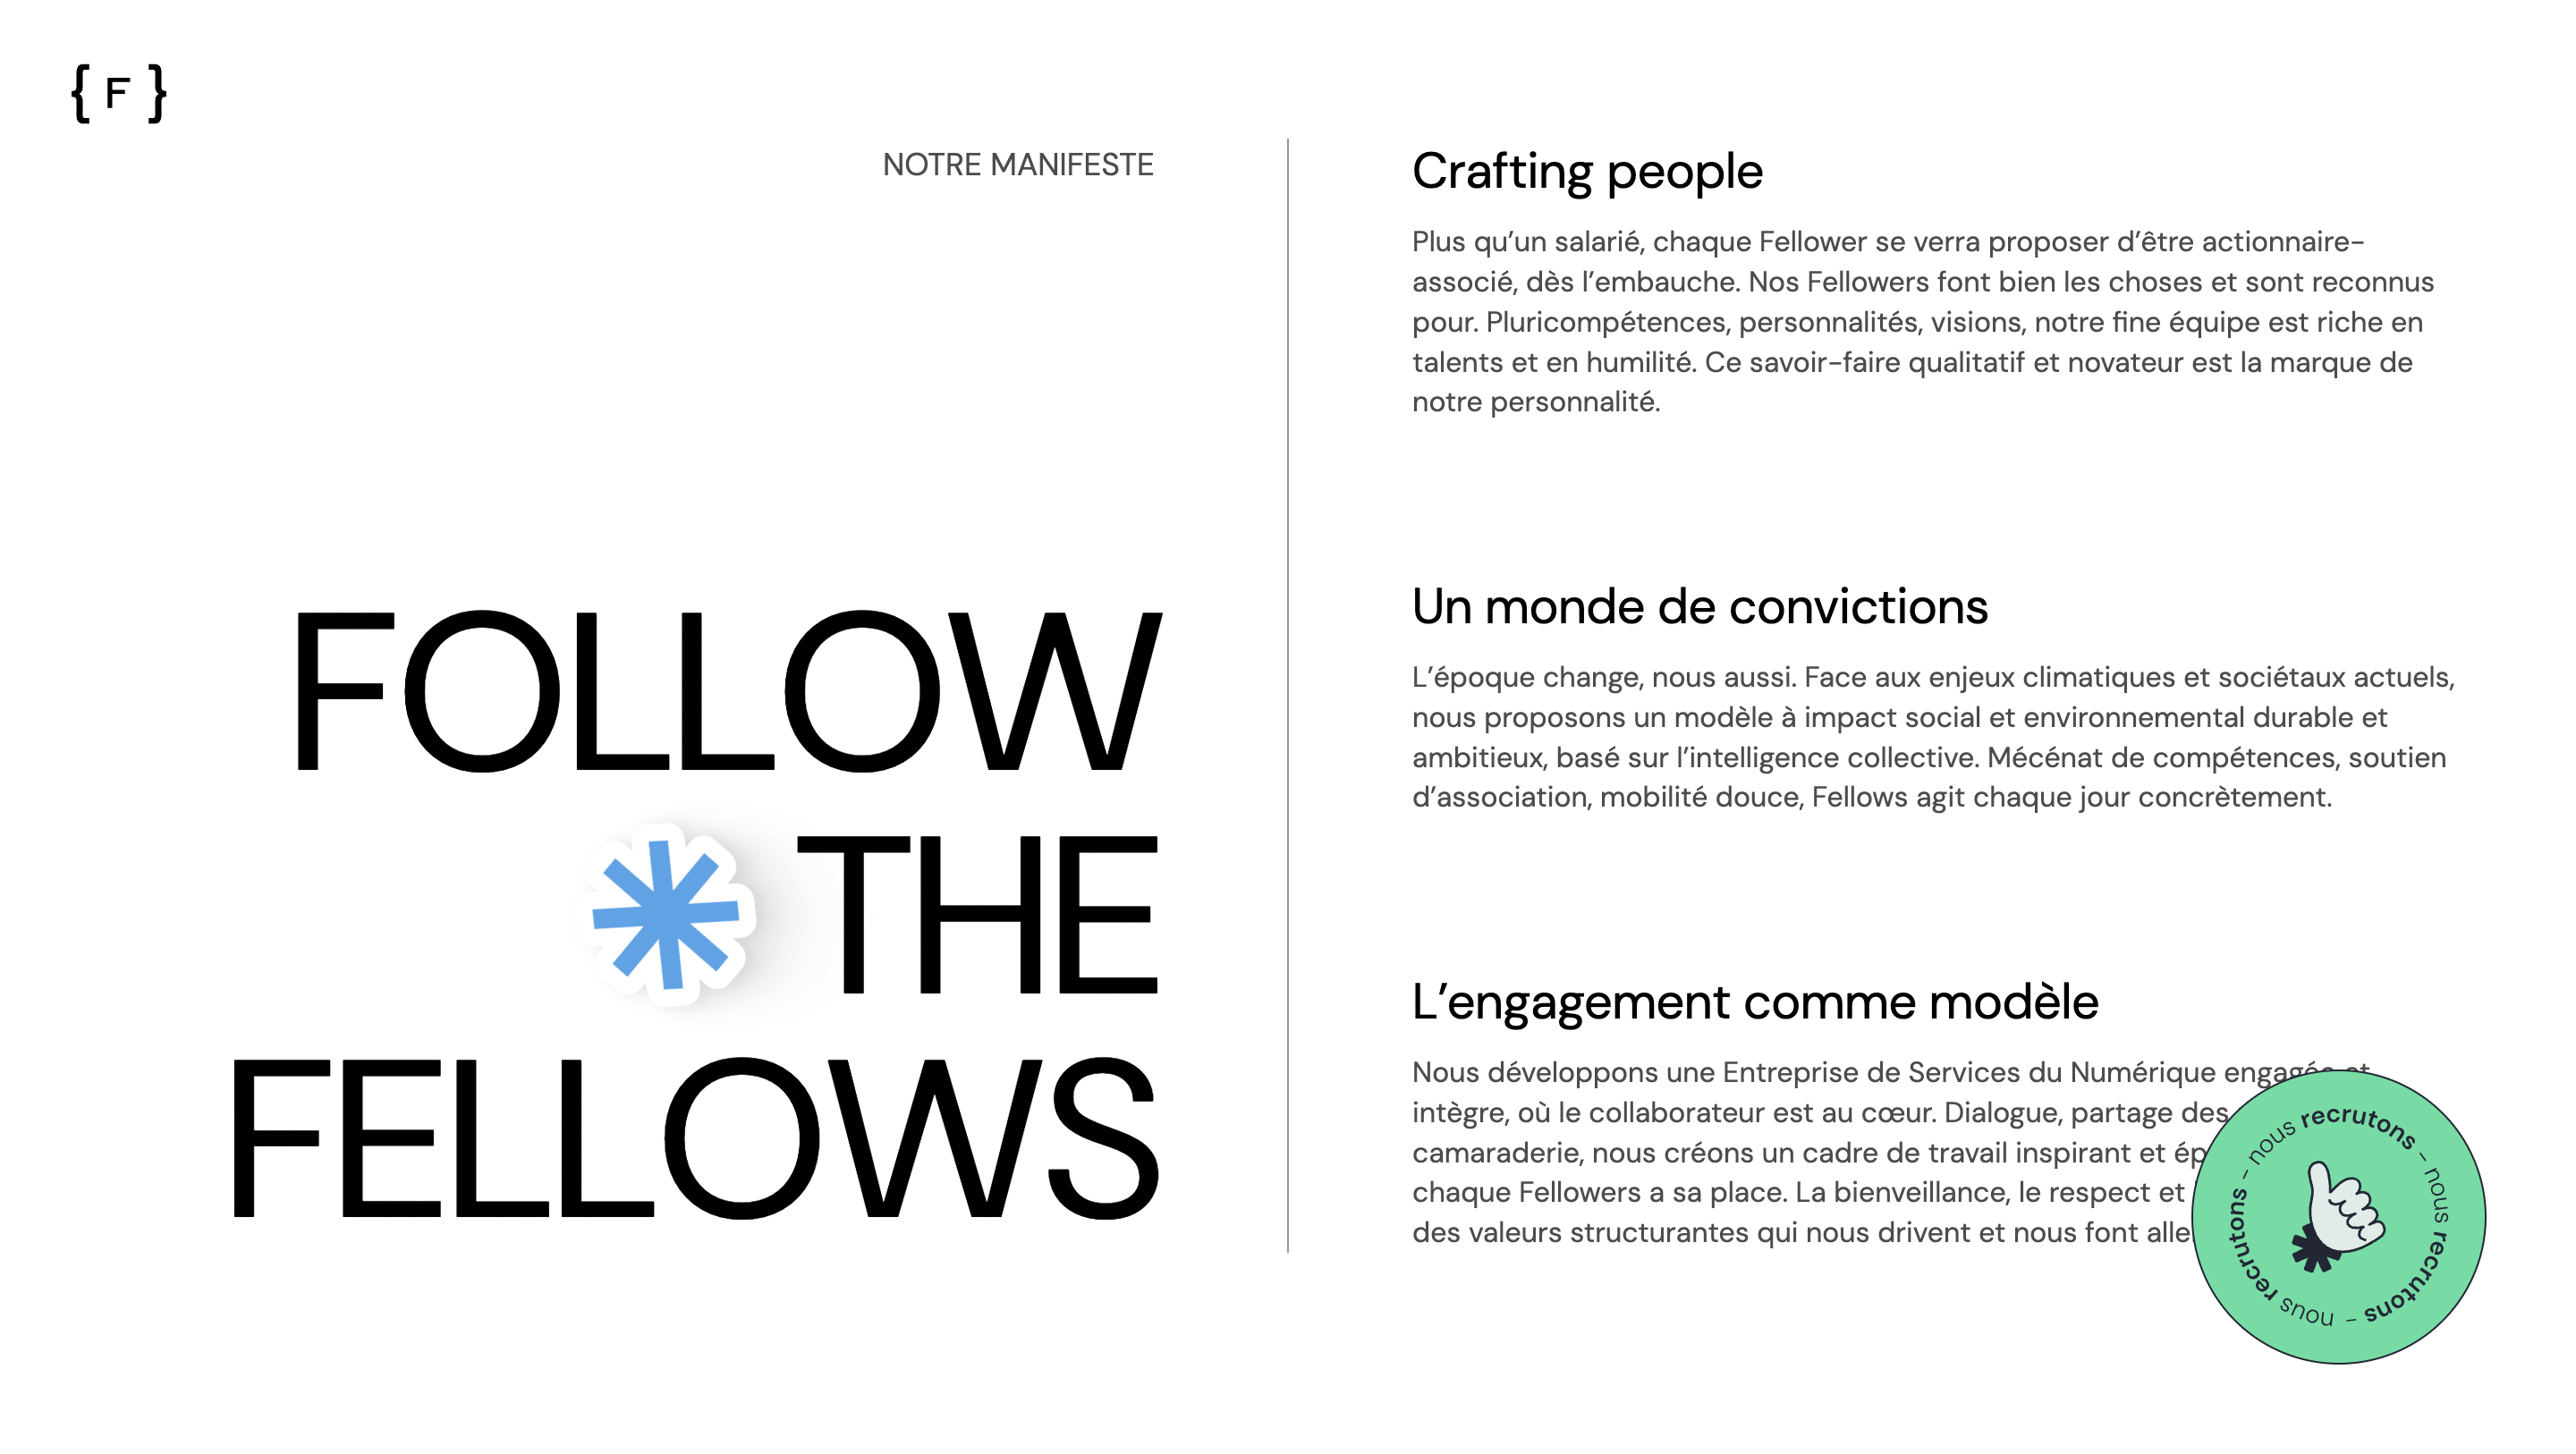 { F }
NOTRE MANIFESTE
FOLLOW
THE
FELLOWS
Crafting people
Plus qu’un salarié, chaque Fellower se verra proposer d’être actionnaire-
associé, dès l’embauche. Nos Fellowers font bien les choses et sont reconnus
pour. Pluricompétences, personnalités, visions, notre fine équipe est riche en
talents et en humilité. Ce savoir-faire qualitatif et novateur est la marque de
notre personnalité.
Un monde de convictions
L’époque change, nous aussi. Face aux enjeux climatiques et sociétaux actuels,
nous proposons un modèle à impact social et environnemental durable et
ambitieux, basé sur l’intelligence collective. Mécénat de compétences, soutien
d’association, mobilité douce, Fellows agit chaque jour concrètement.
L’engagement comme modèle
Nous développons une Entreprise de Services du Numérique engagée et
intègre, où le collaborateur est au cœur. Dialogue, partage des
camaraderie, nous créons un cadre de travail inspirant et
chaque Fellowers a sa place. La bienveillance, le respect et
des valeurs structurantes qui nous drivent et nous font
nous recrutons - nous recrutons - nous recrutons -